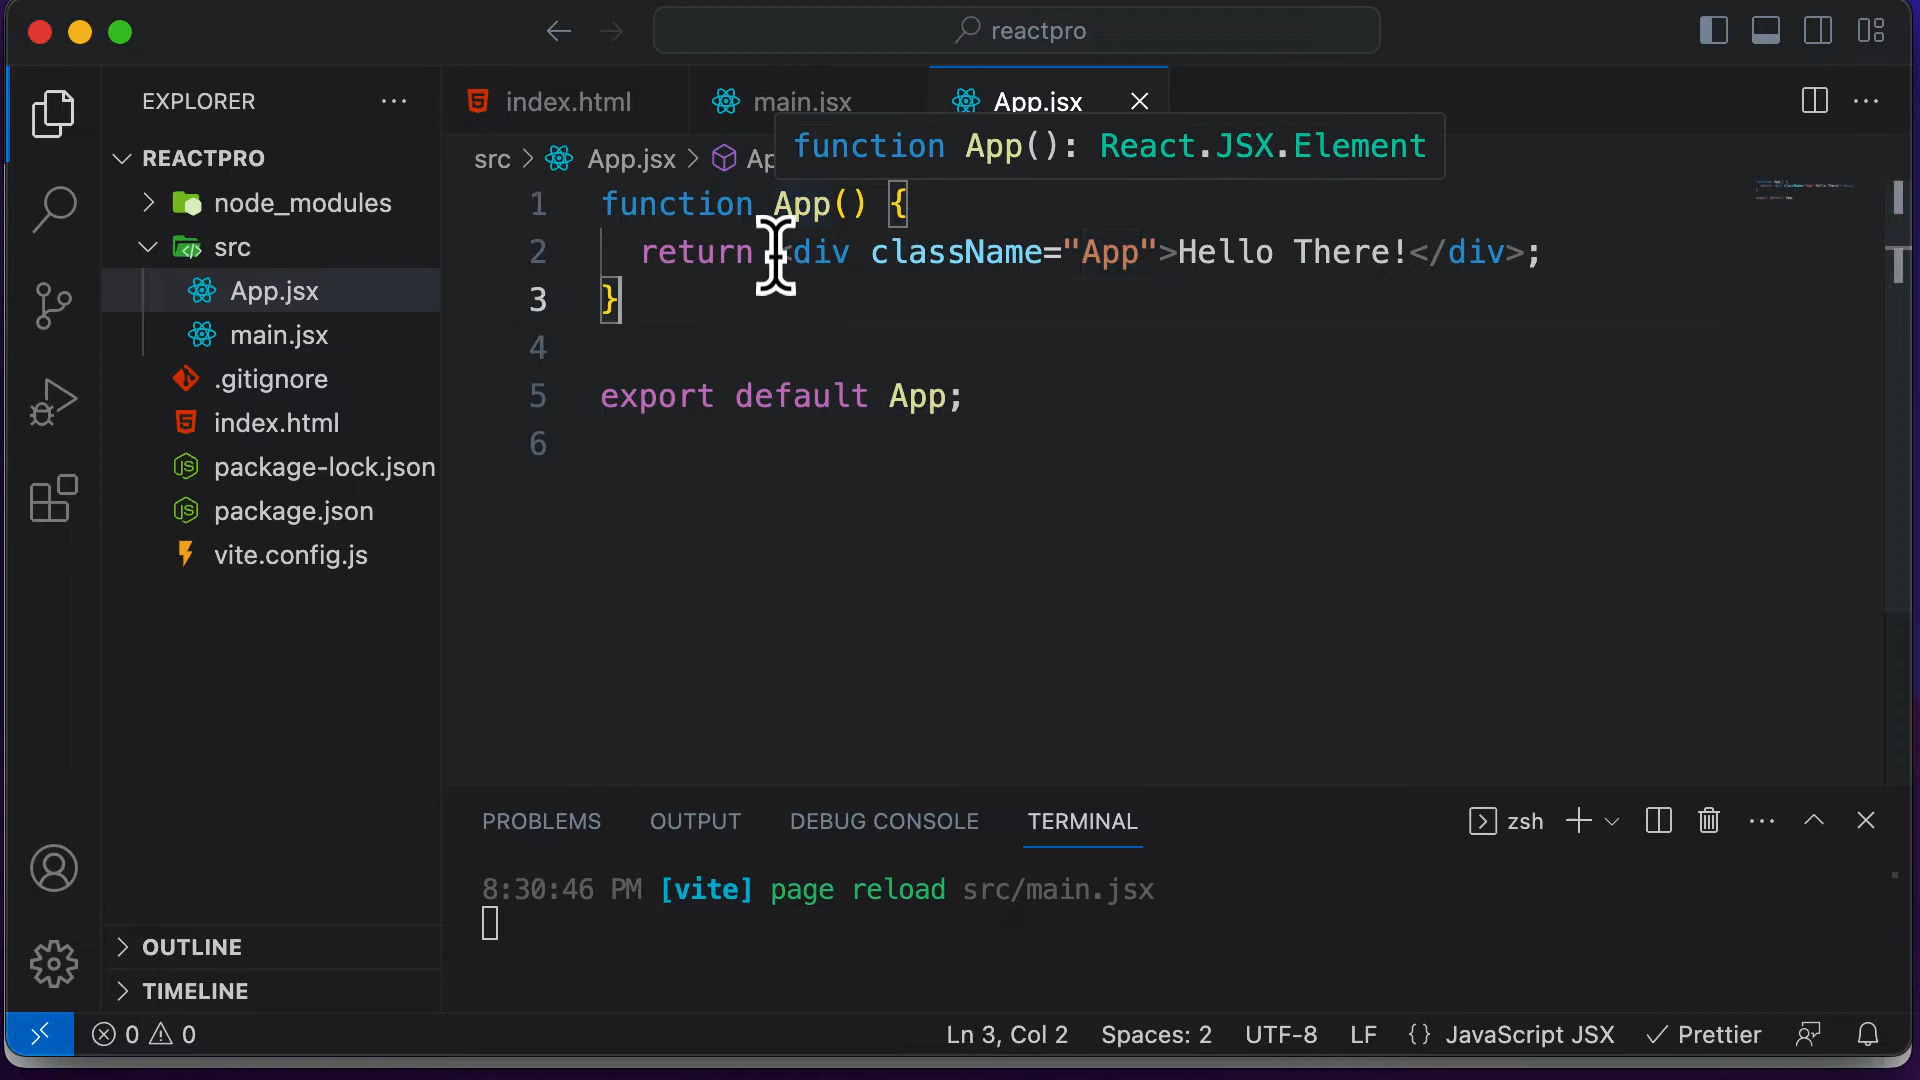 reactpro
EXPLORER
REACTPRO
node_modules
src
App.jsx
main.jsx
.gitignore
index.html
package-lock.json
package.json
vite.config.js
OUTLINE
TIMELINE
index.html main.jsx App.jsx
src > App.jsx > Ap
function App(): React.JSX.Element
1 function App() {
2 return <div className="App">Hello There!</div>;
3 }
4
5 export default App;
6
PROBLEMS OUTPUT DEBUG CONSOLE TERMINAL zsh
8:30:46 PM [vite] page reload src/main.jsx
0 0 Ln 3, Col 2 Spaces: 2 UTF-8 LF {} JavaScript JSX Prettier